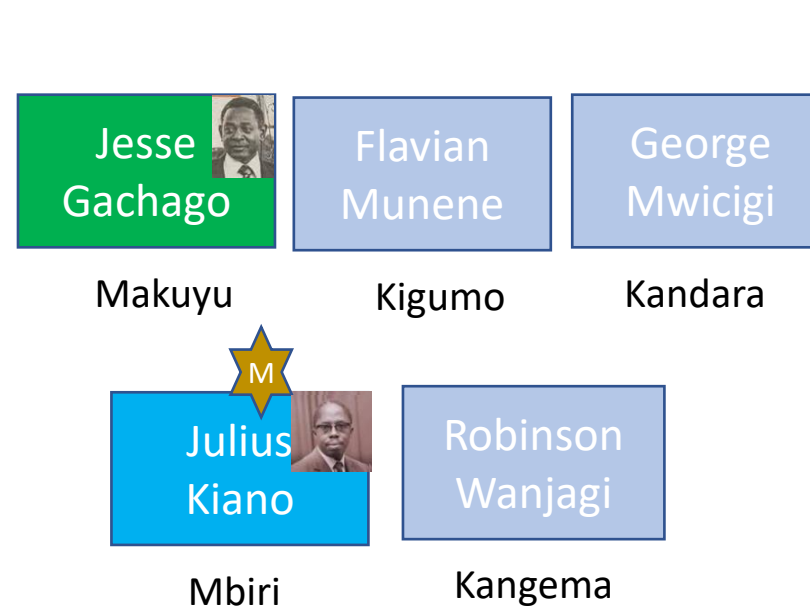 Jesse
Gachago
Flavian
Munene
George
Mwicigi
Makuyu
Kigumo
Kandara
M
Julius
Kiano
Robinson
Wanjagi
Mbiri
Kangema